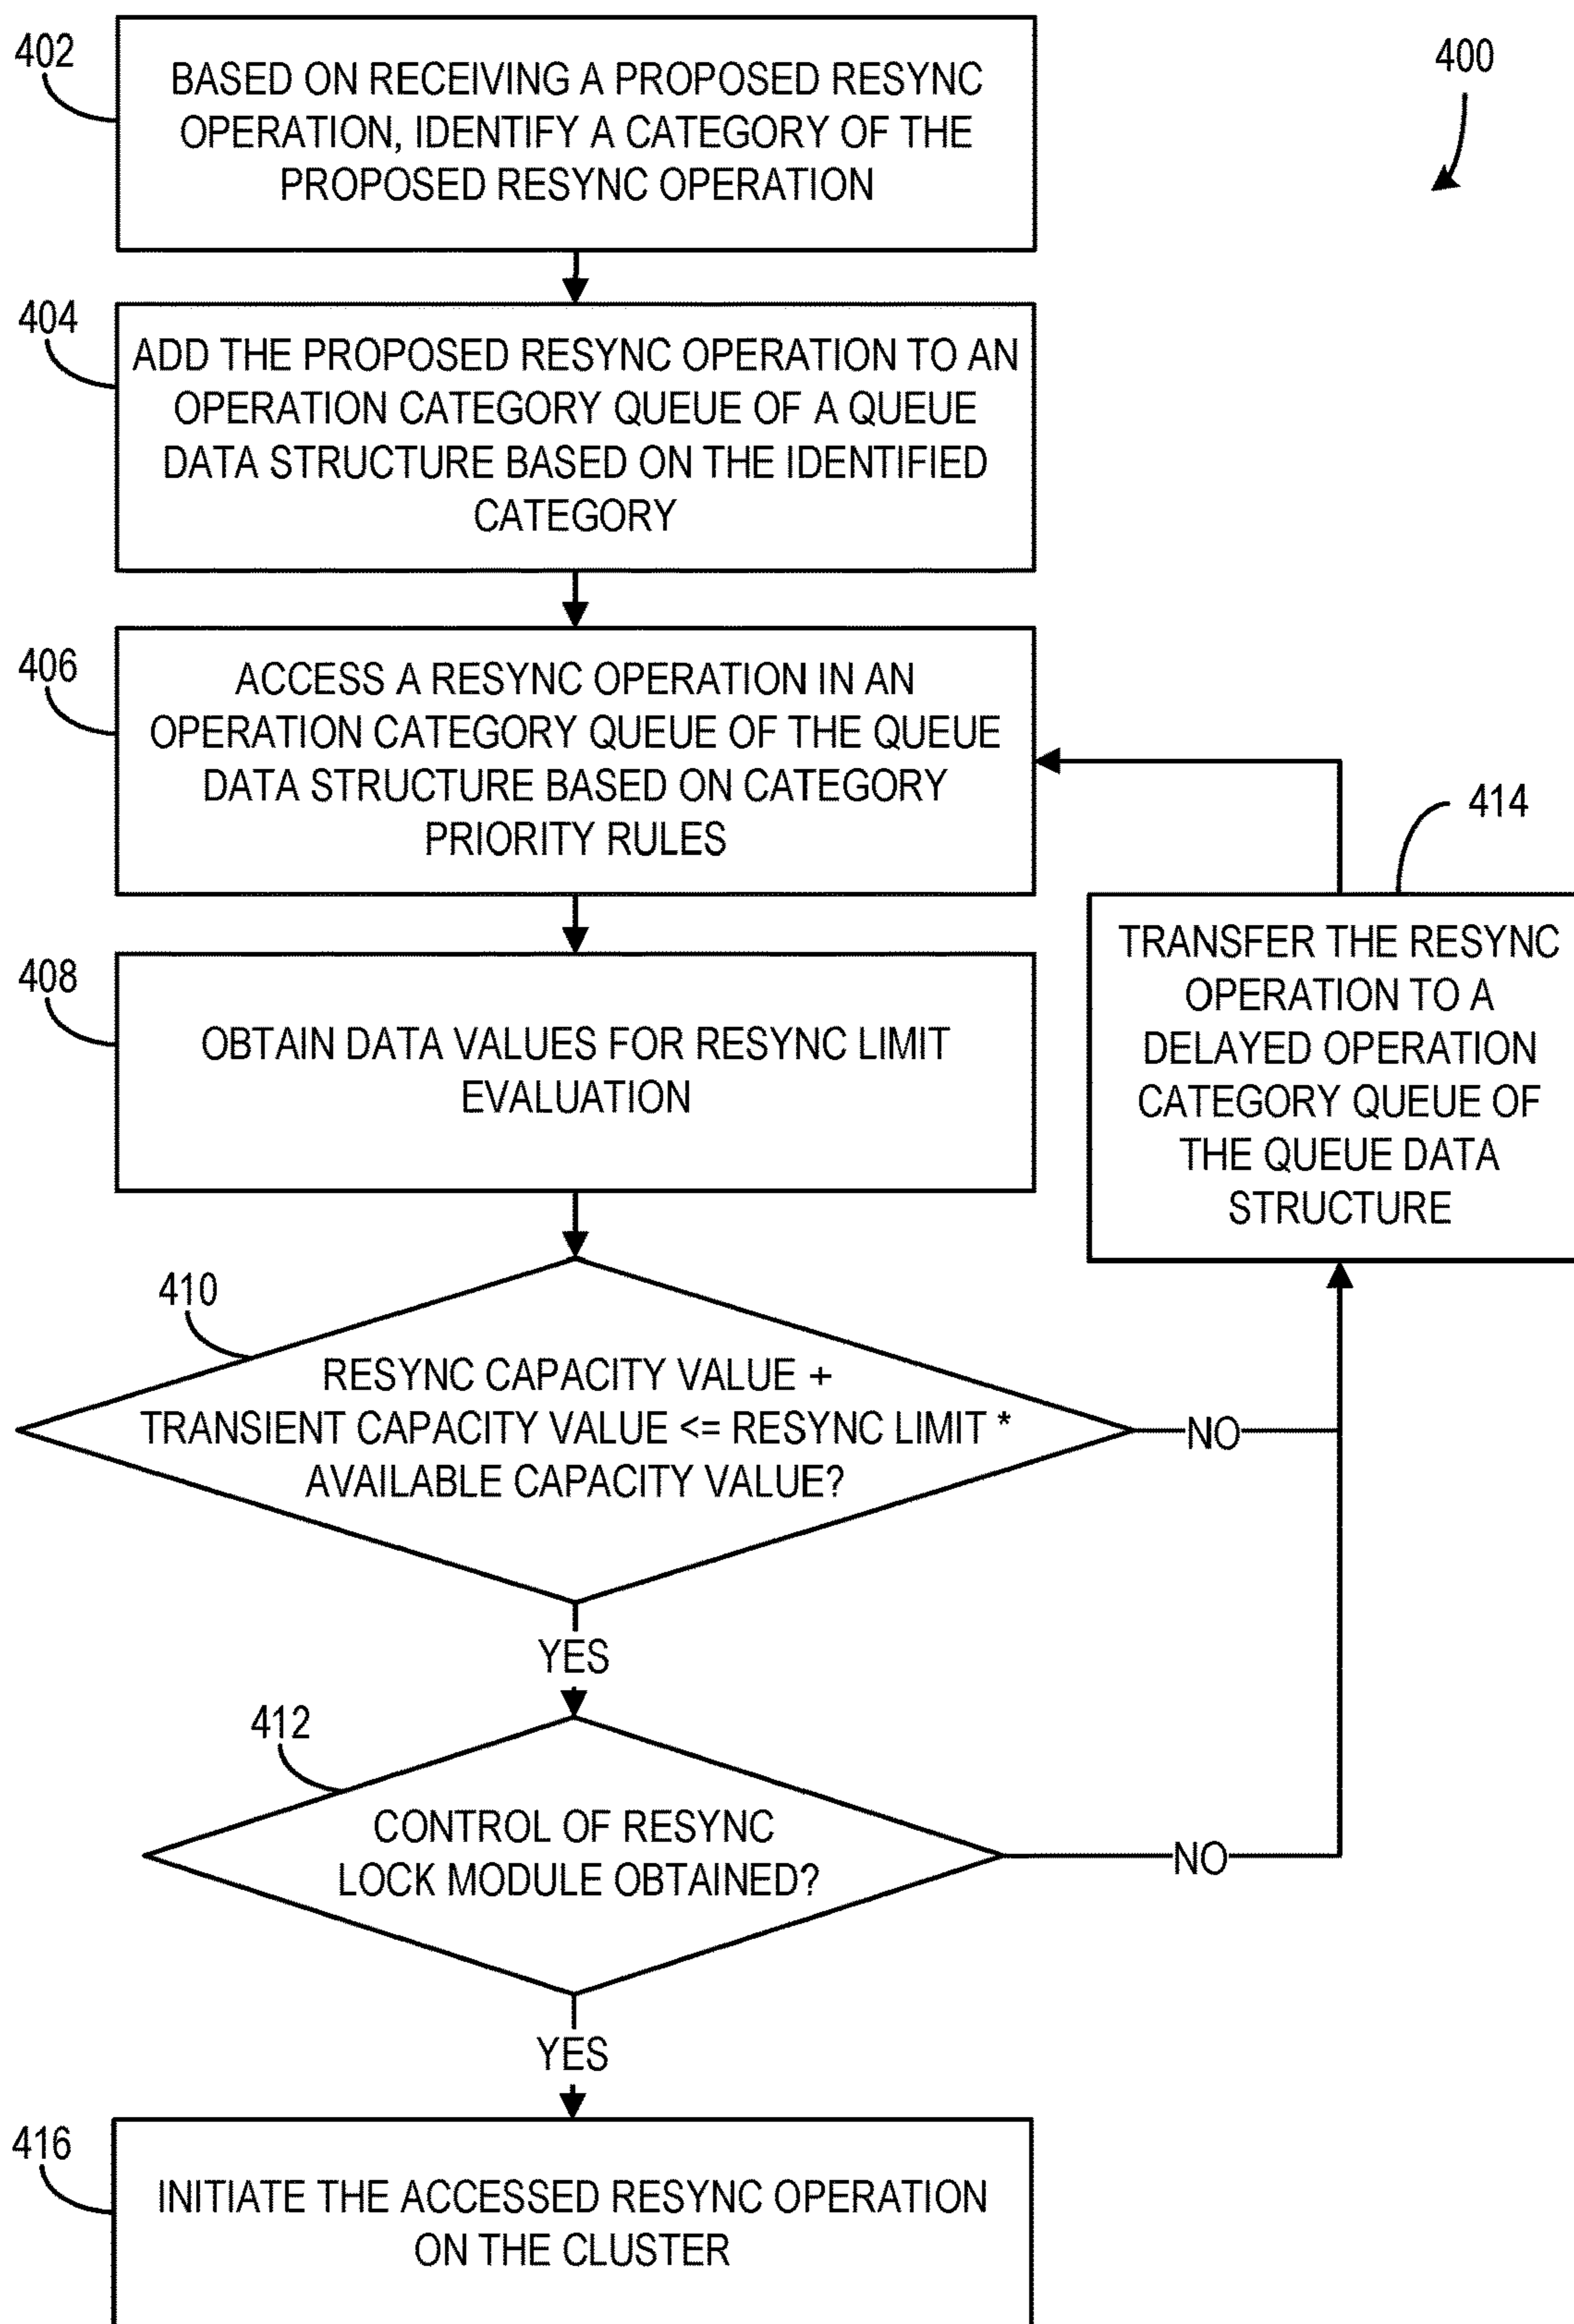 402
400
BASED ON RECEIVING A PROPOSED RESYNC
OPERATION, IDENTIFY A CATEGORY OF THE
PROPOSED RESYNC OPERATION
404
ADD THE PROPOSED RESYNC OPERATION TO AN
OPERATION CATEGORY QUEUE OF A QUEUE
DATA STRUCTURE BASED ON THE IDENTIFIED
CATEGORY
406
ACCESS A RESYNC OPERATION IN AN
OPERATION CATEGORY QUEUE OF THE QUEUE
DATA STRUCTURE BASED ON CATEGORY
PRIORITY RULES
414
TRANSFER THE RESYNC
OPERATION TO A
DELAYED OPERATION
CATEGORY QUEUE OF
THE QUEUE DATA
STRUCTURE
408
OBTAIN DATA VALUES FOR RESYNC LIMIT
EVALUATION
410
RESYNC CAPACITY VALUE +
TRANSIENT CAPACITY VALUE <= RESYNC LIMIT *
AVAILABLE CAPACITY VALUE?
NO
YES
412
CONTROL OF RESYNC
LOCK MODULE OBTAINED?
NO
YES
416
INITIATE THE ACCESSED RESYNC OPERATION
ON THE CLUSTER